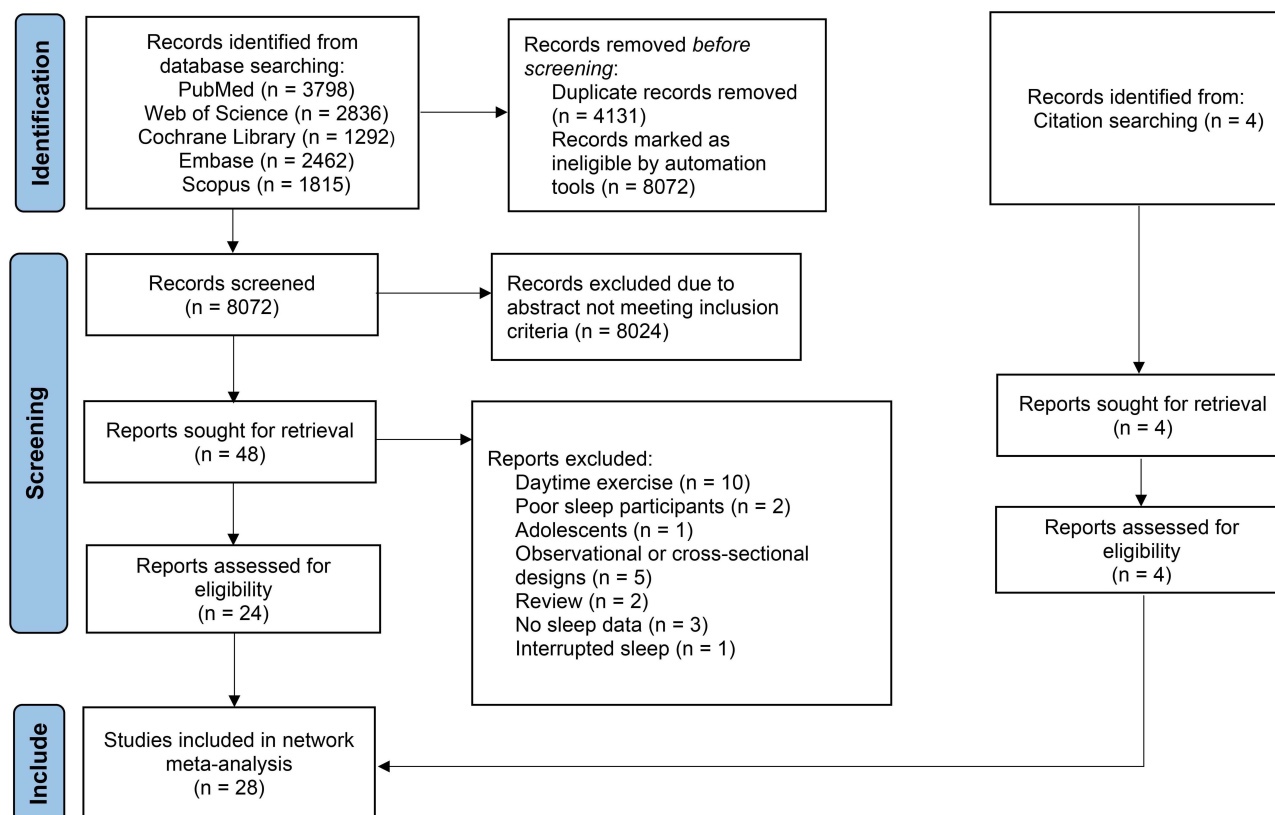 Identification
Records identified from
database searching:
PubMed (n = 3798)
Web of Science (n = 2836)
Cochrane Library (n = 1292)
Embase (n = 2462)
Scopus (n = 1815)
Records removed before
screening:
Duplicate records removed
(n = 4131)
Records marked as
ineligible by automation
tools (n = 8072)
Records identified from:
Citation searching (n = 4)
Screening
Records screened
(n = 8072)
Records excluded due to
abstract not meeting inclusion
criteria (n = 8024)
Reports sought for retrieval
(n = 48)
Reports excluded:
Daytime exercise (n = 10)
Poor sleep participants (n = 2)
Adolescents (n = 1)
Observational or cross-sectional
designs (n = 5)
Review (n = 2)
No sleep data (n = 3)
Interrupted sleep (n = 1)
Reports sought for retrieval
(n = 4)
Reports assessed for
eligibility
(n = 24)
Reports assessed for
eligibility
(n = 4)
Include
Studies included in network
meta-analysis
(n = 28)